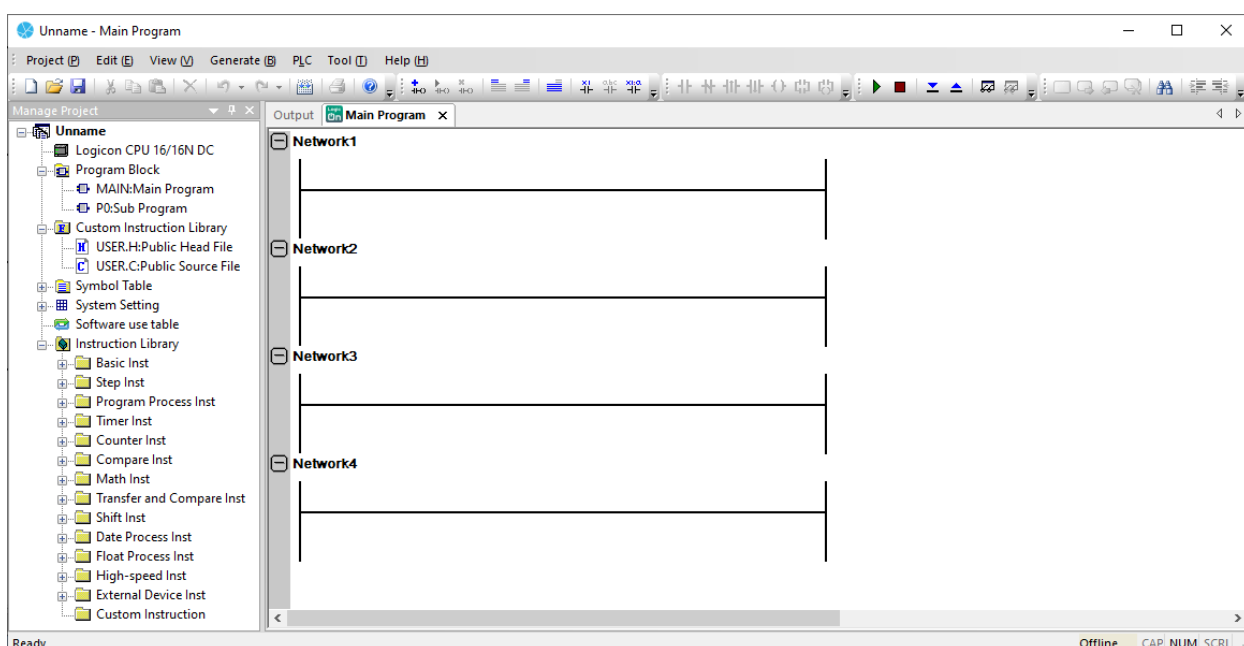 Unname - Main Program
Project (P) Edit (E) View (V) Generate (B) PLC Tool (T) Help (H)
Manage Project
Output Main Program
Unname
Logicon CPU 16/16N DC
Program Block
MAIN:Main Program
P0:Sub Program
Custom Instruction Library
USER.H:Public Head File
USER.C:Public Source File
Symbol Table
System Setting
Software use table
Instruction Library
Basic Inst
Step Inst
Program Process Inst
Timer Inst
Counter Inst
Compare Inst
Math Inst
Transfer and Compare Inst
Shift Inst
Date Process Inst
Float Process Inst
High-speed Inst
External Device Inst
Custom Instruction
Network1
Network2
Network3
Network4
Ready
Offline CAP NUM SCRL